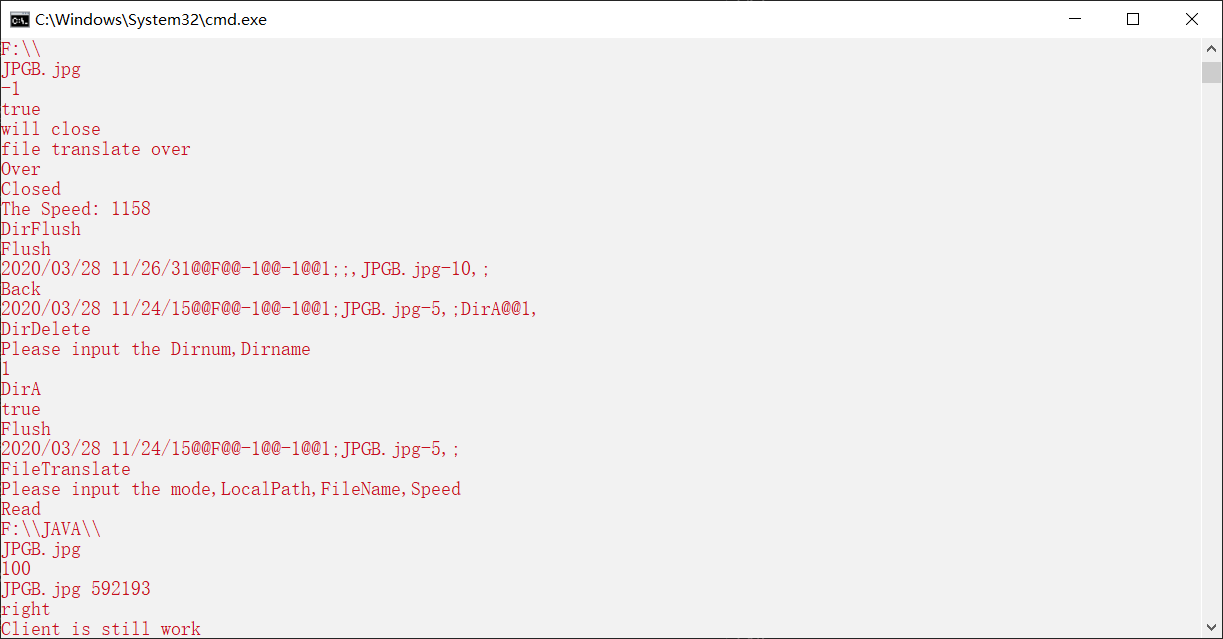 C:\Windows\System32\cmd.exe
F:\\
JPGB.jpg
-1
true
will close
file translate over
Over
Closed
The Speed: 1158
DirFlush
Flush
2020/03/28 11/26/31@@F@@-1@@-1@@1;;,JPGB.jpg-10,;
Back
2020/03/28 11/24/15@@F@@-1@@-1@@1;JPGB.jpg-5,;DirA@@1,
DirDelete
Please input the Dirnum,Dirname
1
DirA
true
Flush
2020/03/28 11/24/15@@F@@-1@@-1@@1;JPGB.jpg-5,;
FileTranslate
Please input the mode,LocalPath,FileName,Speed
Read
F:\\JAVA\\
JPGB.jpg
100
JPGB.jpg 592193
right
Client is still work